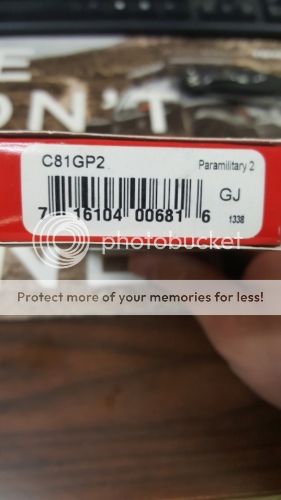 E
N'T
C81GP2
Paramilitary 2
7 16104 00681 6
GJ
1338
photobucket
Protect more of your memories for less!